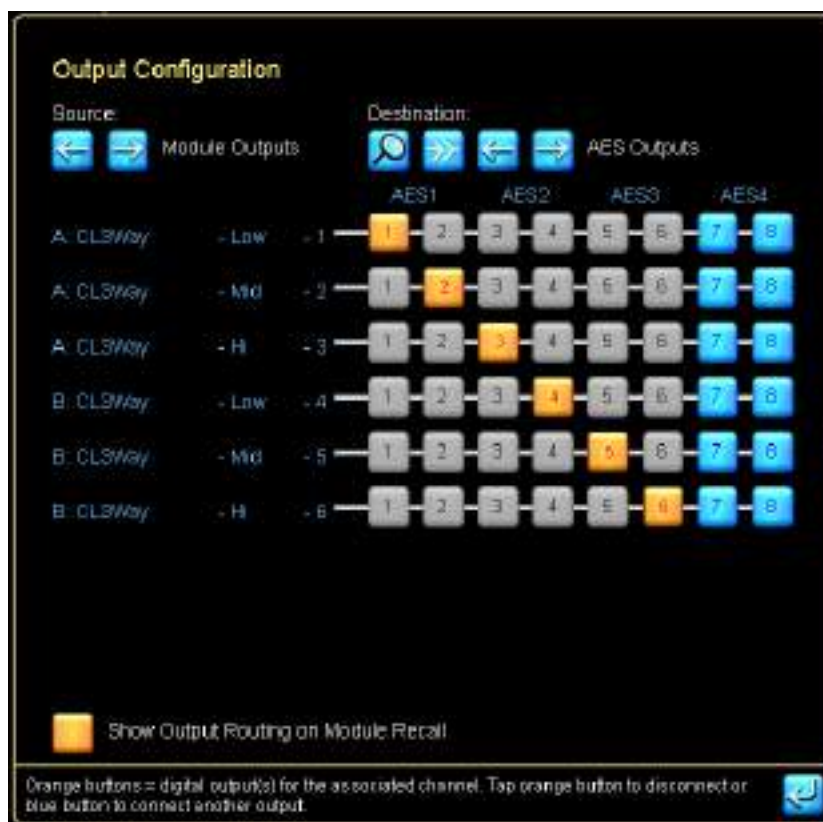 Output Configuration
Source: Destination:
Module Outputs AES Outputs
AES1 AES2 AES3 AES4
A: CL3Way - Low - 1 1 2 3 4 5 6 7 8
A: CL3Way - Mid - 2 1 2 3 4 5 6 7 8
A: CL3Way - Hi - 3 1 2 3 4 5 6 7 8
B: CL3Way - Low - 4 1 2 3 4 5 6 7 8
B: CL3Way - Mid - 5 1 2 3 4 5 6 7 8
B: CL3Way - Hi - 6 1 2 3 4 5 6 7 8
Show Output Routing on Module Recall
Orange buttons = digital output(s) for the associated channel. Tap orange button to disconnect or
blue button to connect another output.